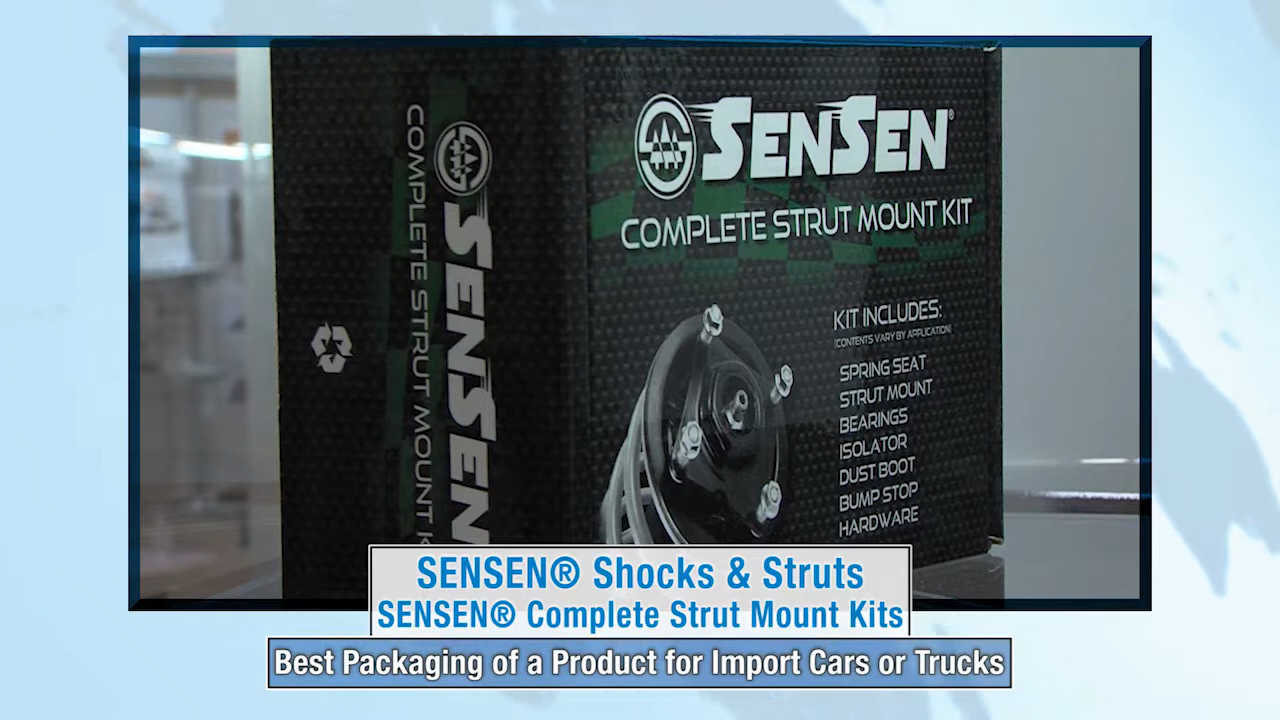 SENSEN®
COMPLETE STRUT MOUNT KIT
KIT INCLUDES:
(CONTENTS VARY BY APPLICATION)
SPRING SEAT
STRUT MOUNT
BEARINGS
ISOLATOR
DUST BOOT
BUMP STOP
HARDWARE
COMPLETE STRUT MOUNT K
SENSEN
SENSEN® Shocks & Struts
SENSEN® Complete Strut Mount Kits
Best Packaging of a Product for Import Cars or Trucks